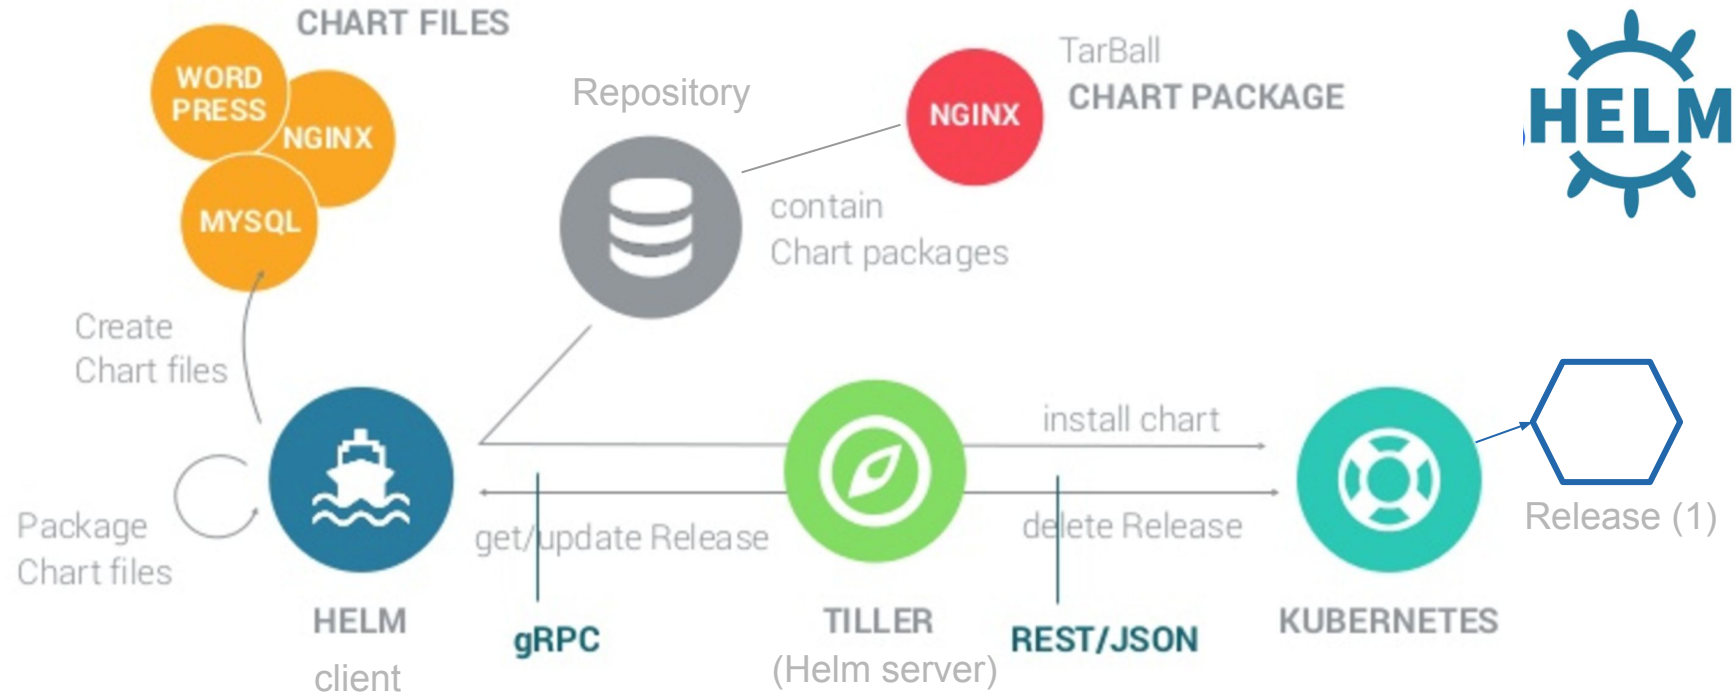 CHART FILES
WORD
PRESS
NGINX
MYSQL
Repository
NGINX
TarBall
CHART PACKAGE
HELM
contain
Chart packages
Create
Chart files
Package
Chart files
install chart
get/update Release
delete Release
Release (1)
HELM
client
gRPC
TILLER
(Helm server)
REST/JSON
KUBERNETES